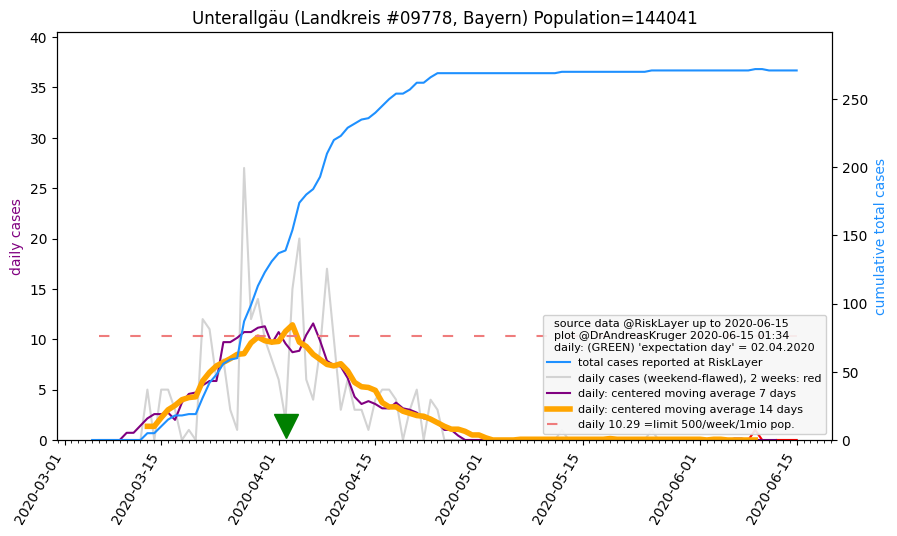 Unterallgäu (Landkreis #09778, Bayern) Population=144041
40
35
30
25
20
15
10
5
0
daily cases
250
200
150
100
50
0
cumulative total cases
source data @RiskLayer up to 2020-06-15
plot @DrAndreasKruger 2020-06-15 01:34
daily: (GREEN) 'expectation day' = 02.04.2020
total cases reported at RiskLayer
daily cases (weekend-flawed), 2 weeks: red
daily: centered moving average 7 days
daily: centered moving average 14 days
daily 10.29 =limit 500/week/1mio pop.
2020-03-01
2020-03-15
2020-04-01
2020-04-15
2020-05-01
2020-05-15
2020-06-01
2020-06-15